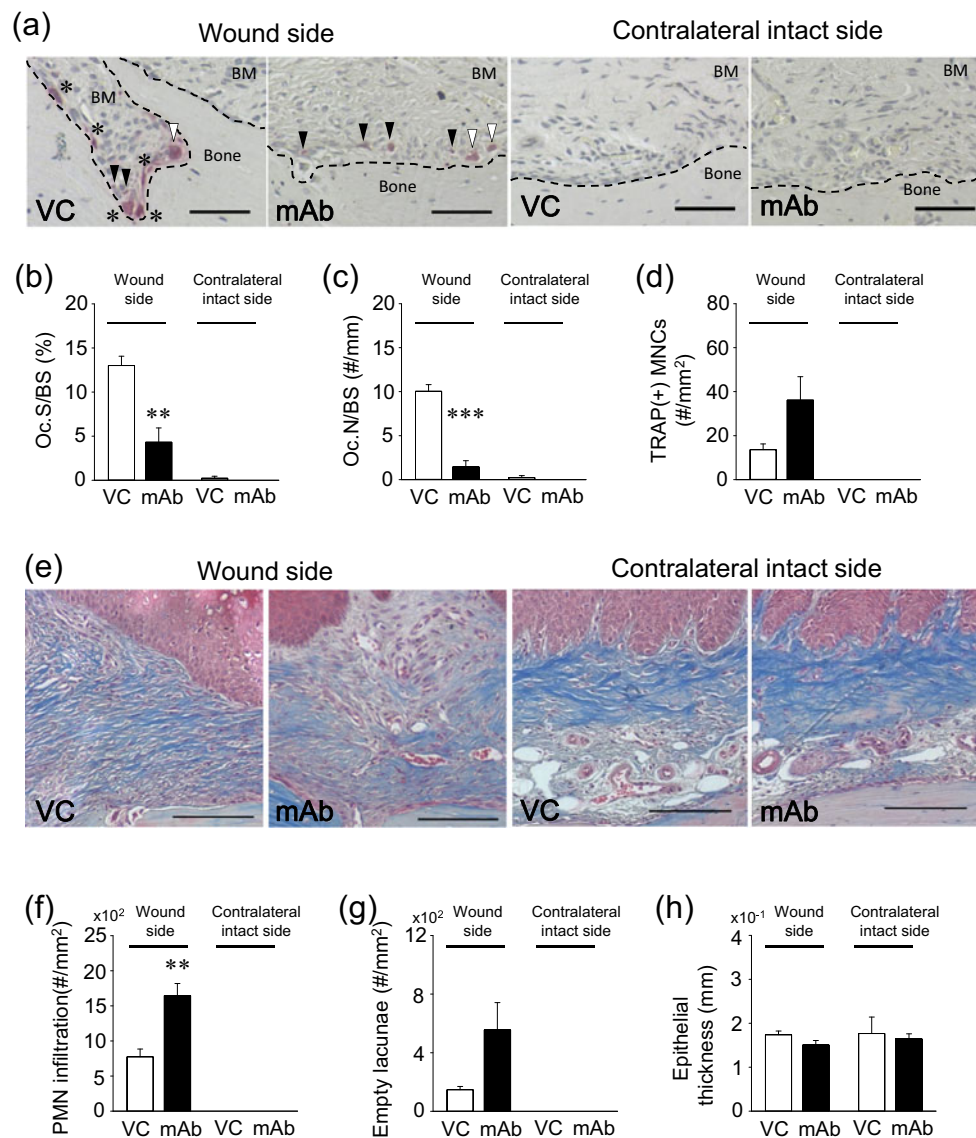 (a)
Wound side
Contralateral intact side
BM
BM
Bone
VC
BM
Bone
mAb
BM
Bone
VC
BM
Bone
mAb
*
*
*
*
*
(b)
Wound side
Contralateral intact side
Oc.S/BS (%)
20
15
10
5
0
**
VC mAb VC mAb
(c)
Wound side
Contralateral intact side
Oc.N/BS (#/mm)
20
15
10
5
0
***
VC mAb VC mAb
(d)
Wound side
Contralateral intact side
TRAP(+) MNCs
(#/mm²)
80
60
40
20
0
VC mAb VC mAb
(e)
Wound side
Contralateral intact side
VC
mAb
VC
mAb
(f)
x10²
Wound side
Contralateral intact side
PMN infiltration(#/mm²)
25
20
15
10
5
0
**
VC mAb VC mAb
(g)
x10²
Wound side
Contralateral intact side
Empty lacunae (#/mm²)
12
8
4
2
0
VC mAb VC mAb
(h)
x10⁻¹
Wound side
Contralateral intact side
Epithelial
thickness (mm)
4
3
2
1
0
VC mAb VC mAb